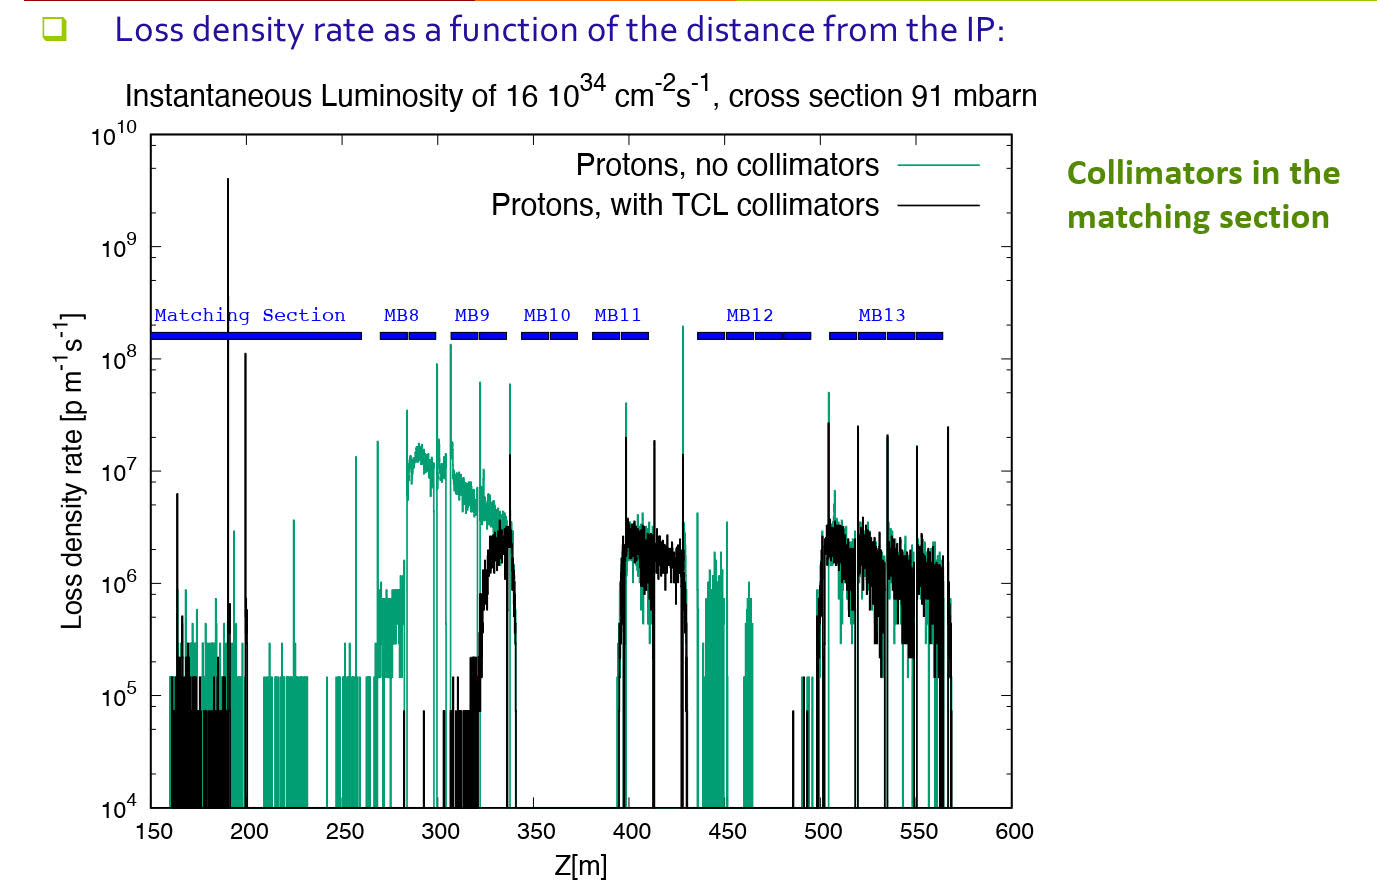 ❑ Loss density rate as a function of the distance from the IP:
Instantaneous Luminosity of 16 10^34 cm^-2s^-1, cross section 91 mbarn
Collimators in the
matching section
Protons, no collimators
Protons, with TCL collimators
Matching Section MB8 MB9 MB10 MB11 MB12 MB13
Loss density rate [p m^-1 s^-1]
10^10
10^9
10^8
10^7
10^6
10^5
10^4
150 200 250 300 350 400 450 500 550 600
Z[m]